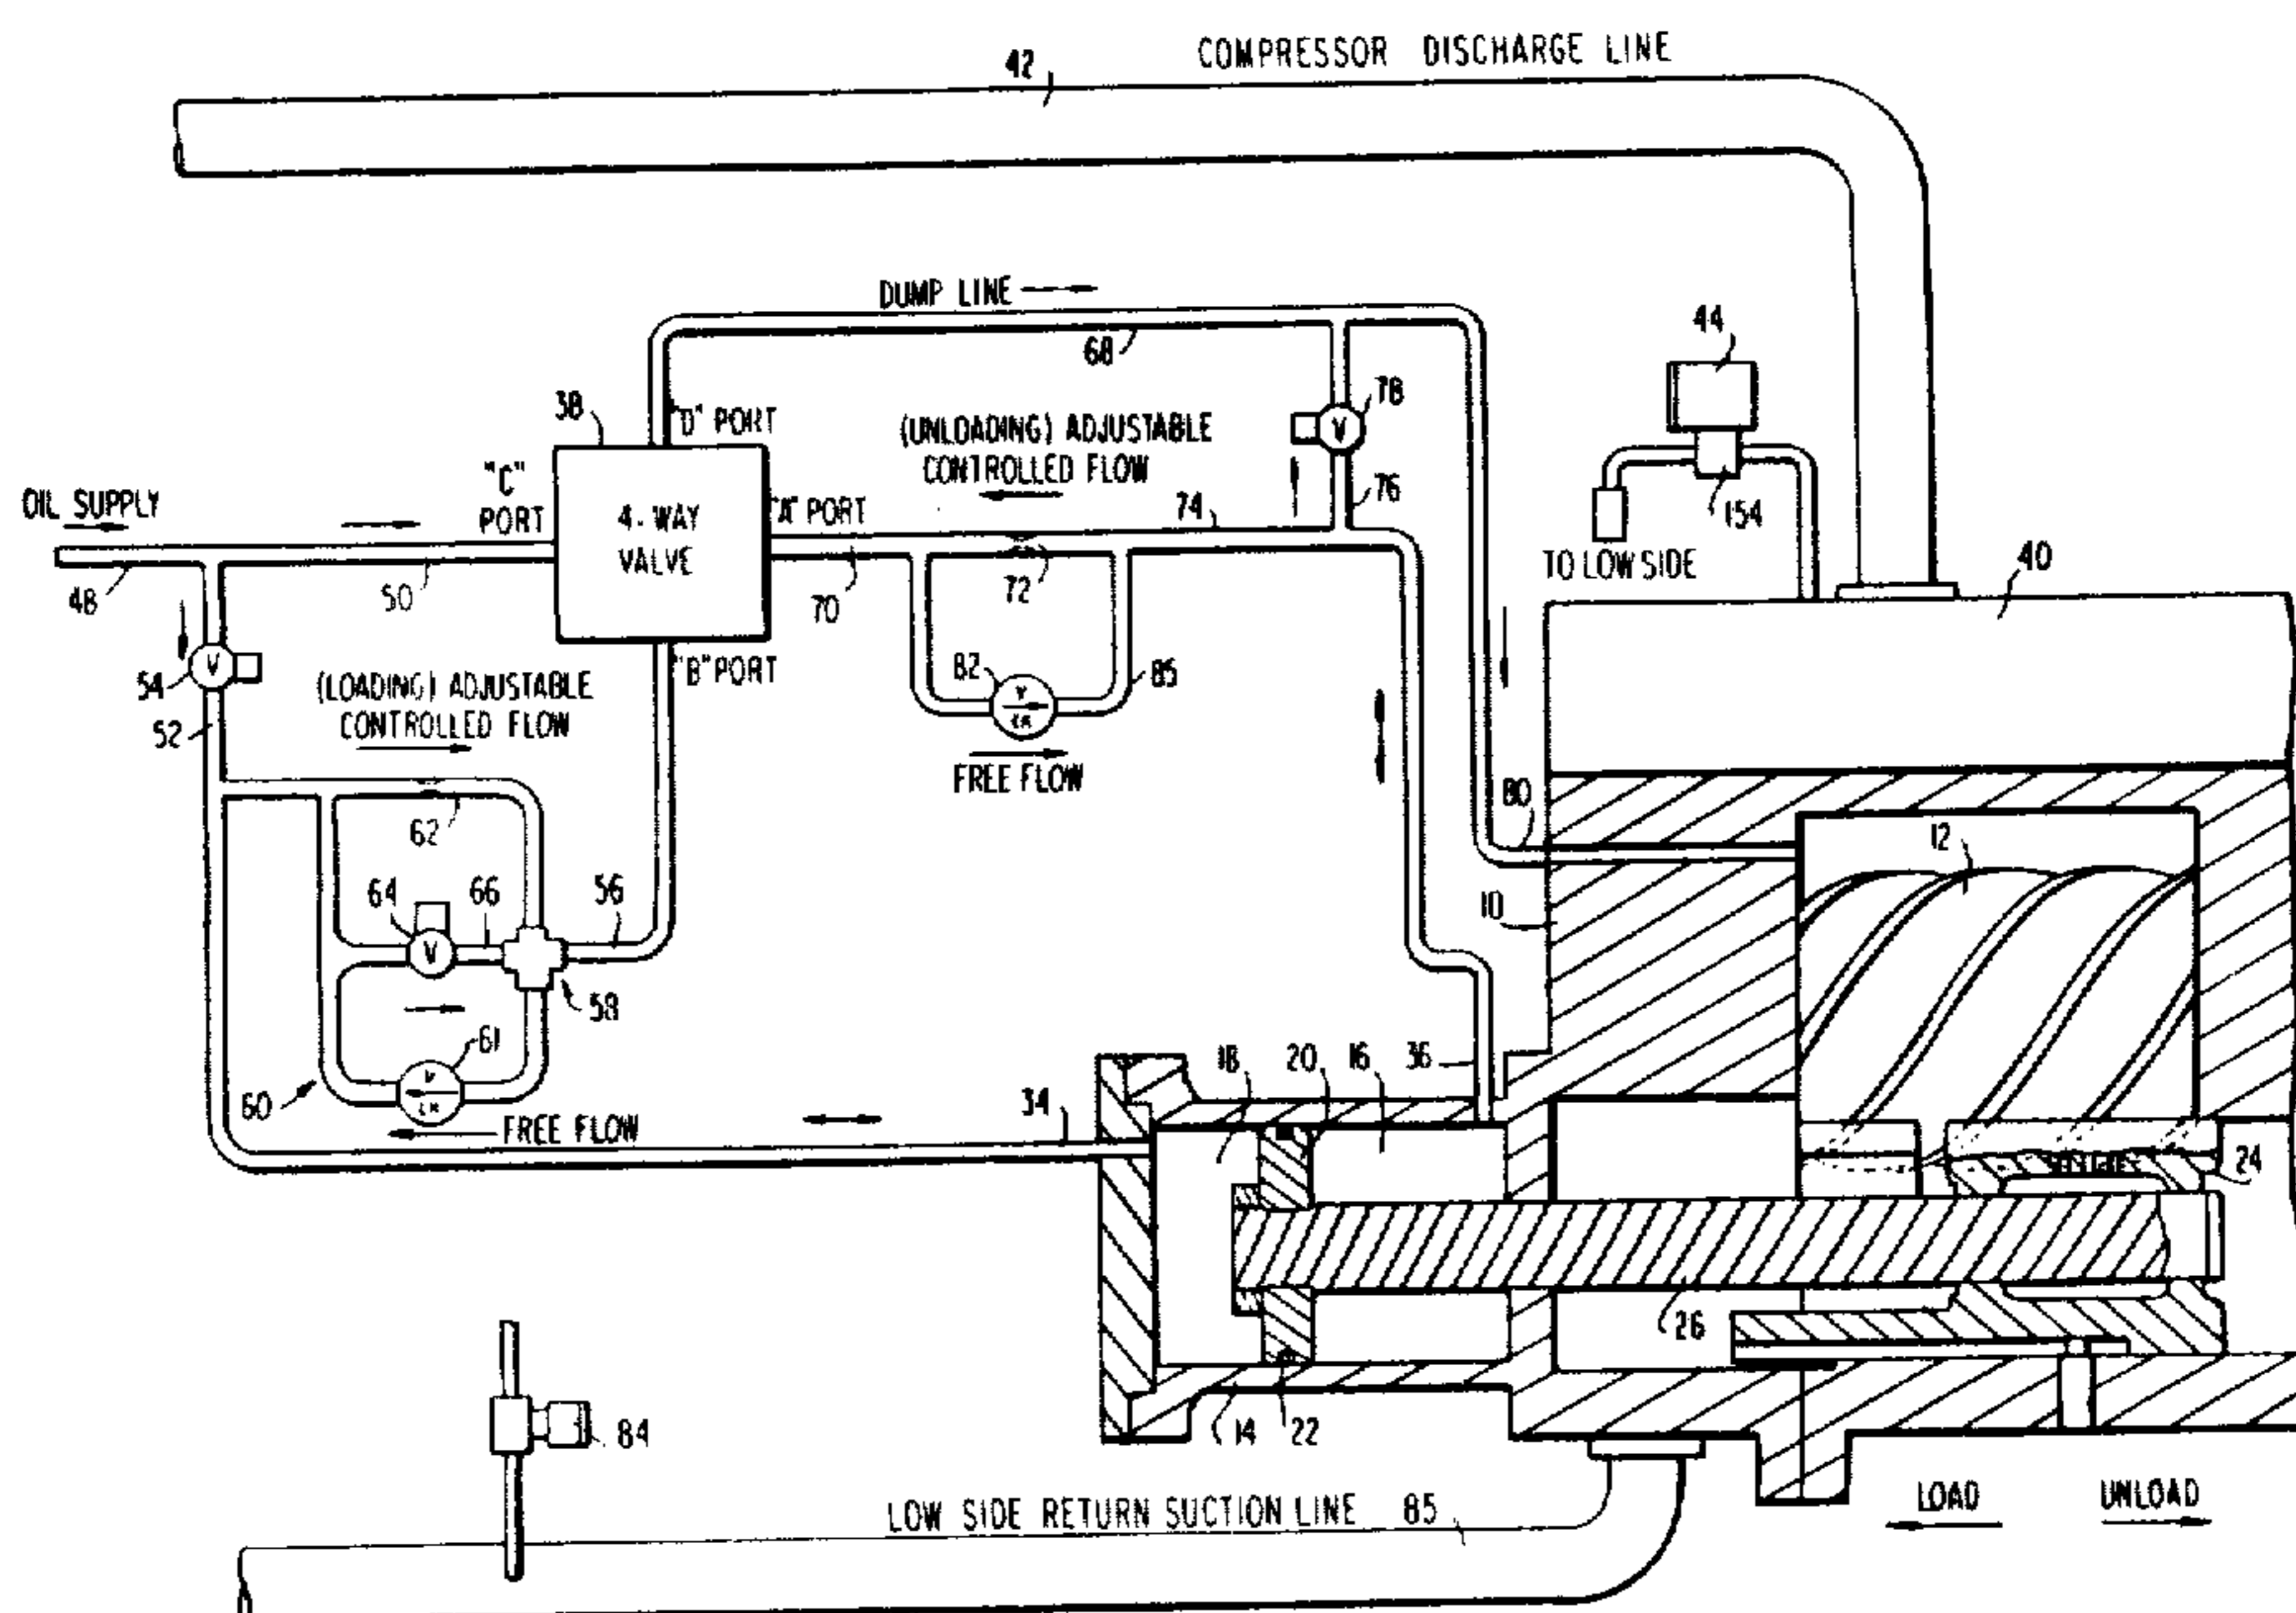 COMPRESSOR DISCHARGE LINE
42
DUMP LINE
68
44
38
"D" PORT
78
(UNLOADING) ADJUSTABLE
CONTROLLED FLOW
"C"
PORT
OIL SUPPLY
4-WAY
VALVE
"A" PORT
74
76
154
TO LOW SIDE
40
48
50
70
72
54
(LOADING) ADJUSTABLE
CONTROLLED FLOW
"B" PORT
82
85
V
V
V
52
FREE FLOW
80
12
62
64
66
56
V
10
58
61
60
FREE FLOW
34
18
20
16
36
24
26
84
14
22
LOW SIDE RETURN SUCTION LINE 85
LOAD
UNLOAD